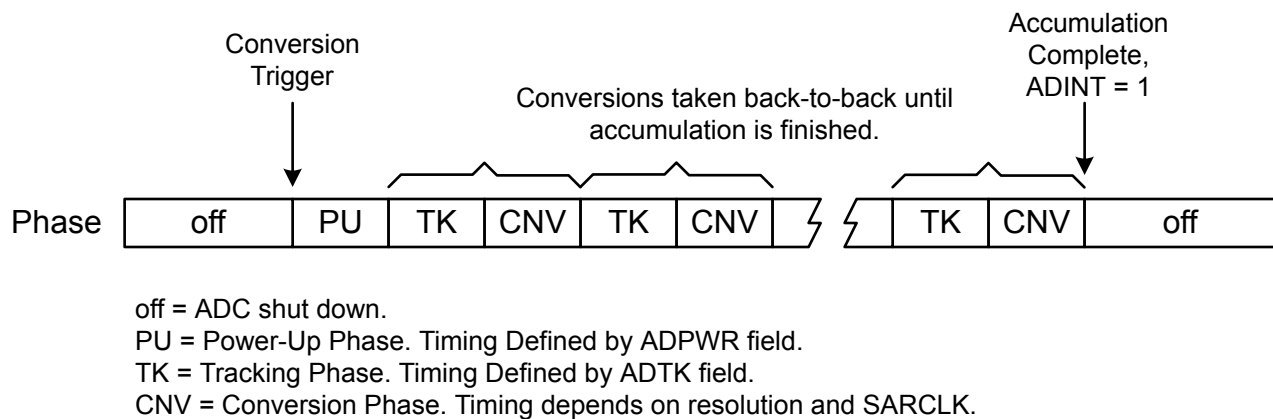 Conversion
Trigger
Conversions taken back-to-back until
accumulation is finished.
Accumulation
Complete,
ADINT = 1
Phase off PU TK CNV TK CNV TK CNV off
off = ADC shut down.
PU = Power-Up Phase. Timing Defined by ADPWR field.
TK = Tracking Phase. Timing Defined by ADTK field.
CNV = Conversion Phase. Timing depends on resolution and SARCLK.